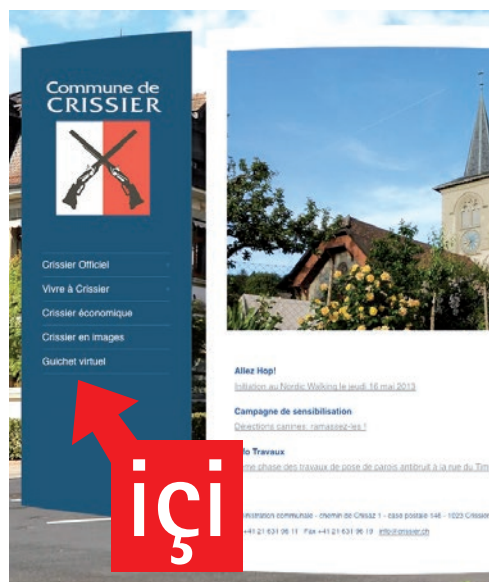 Commune de
CRISSIER
Crissier Officiel
Vivre à Crissier
Crissier économique
Crissier en images
Guichet virtuel
Allez Hop!
Initiation au Nordic Walking le jeudi 16 mai 2013
Campagne de sensibilisation
Déjections canines, ramassez-les !
Travaux
phase des travaux de pose de parois antibruit à la rue du Tim
communale - chemin de Chisaz 1 - case postale 146 - 1023 Crissier
+41 21 631 96 11 Fax +41 21 631 96 19 info@crissier.ch
içi